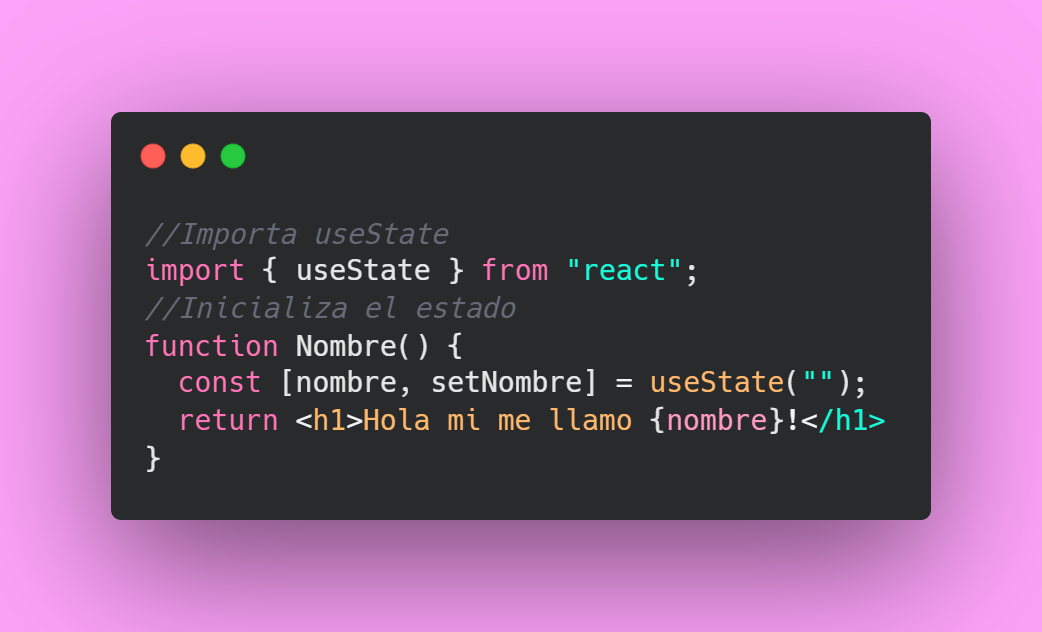 //Importa useState
import { useState } from "react";
//Inicializa el estado
function Nombre() {
  const [nombre, setNombre] = useState("");
  return <h1>Hola mi me llamo {nombre}!</h1>
}